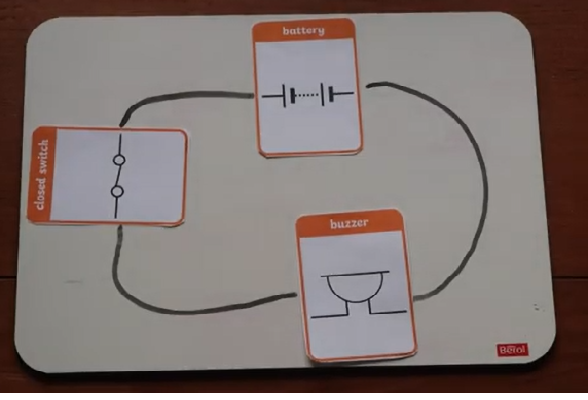 battery
closed switch
buzzer
Berol